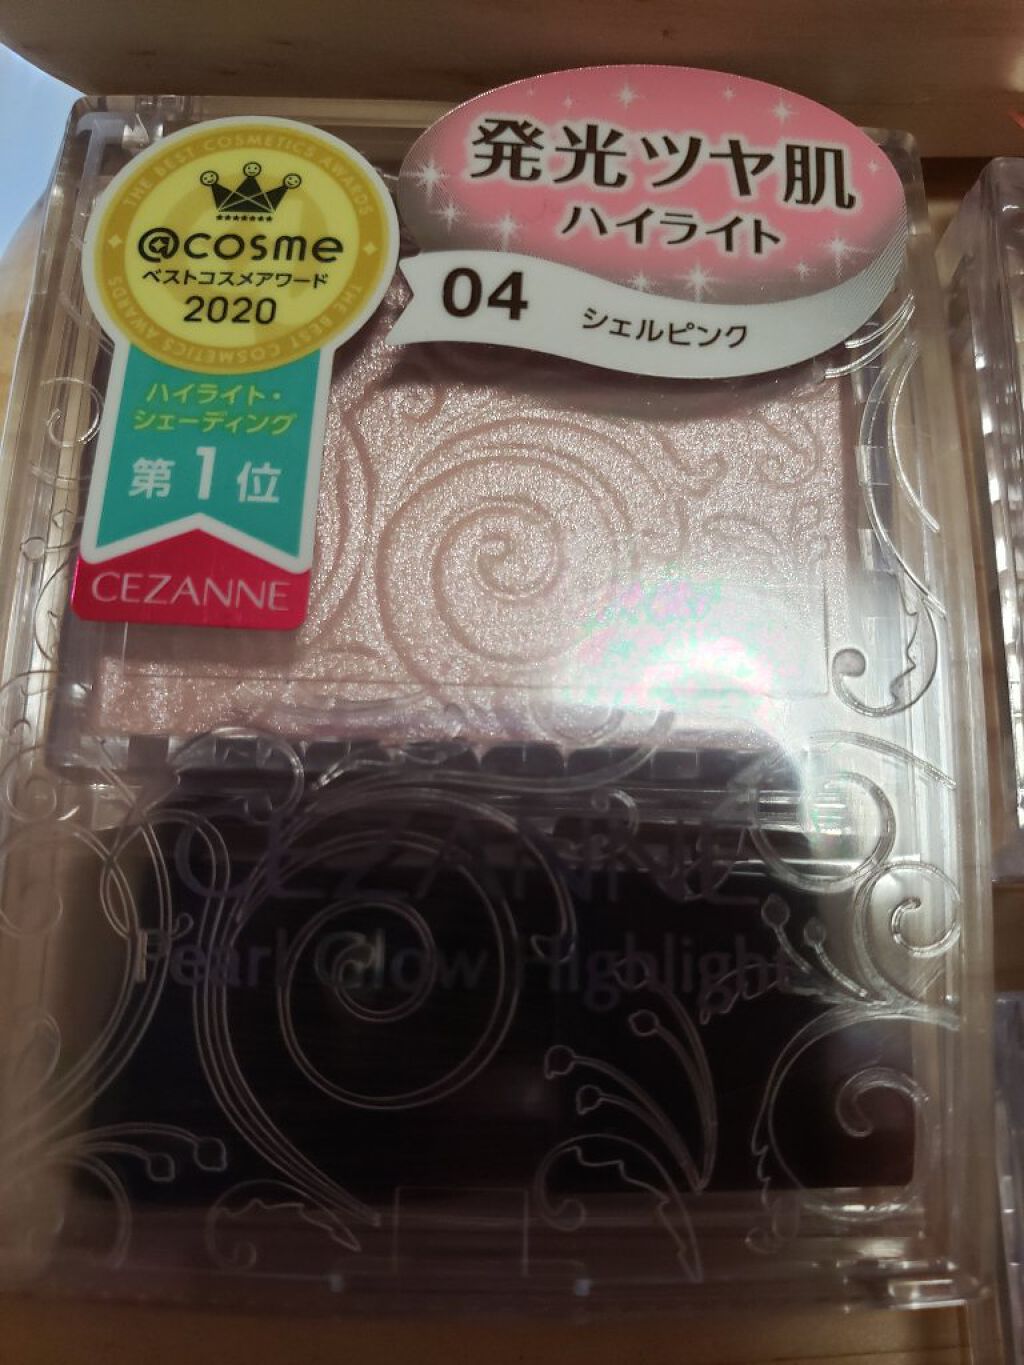 THE BEST COSMETICS AWARDS
@cosme
ベストコスメアワード
2020
THE BEST COSMETICS AWARDS
ハイライト・
シェーディング
第1位
CEZANNE
発光ツヤ肌
ハイライト
04 シェルピンク
CEZANNE
Pearl Glow Highlight